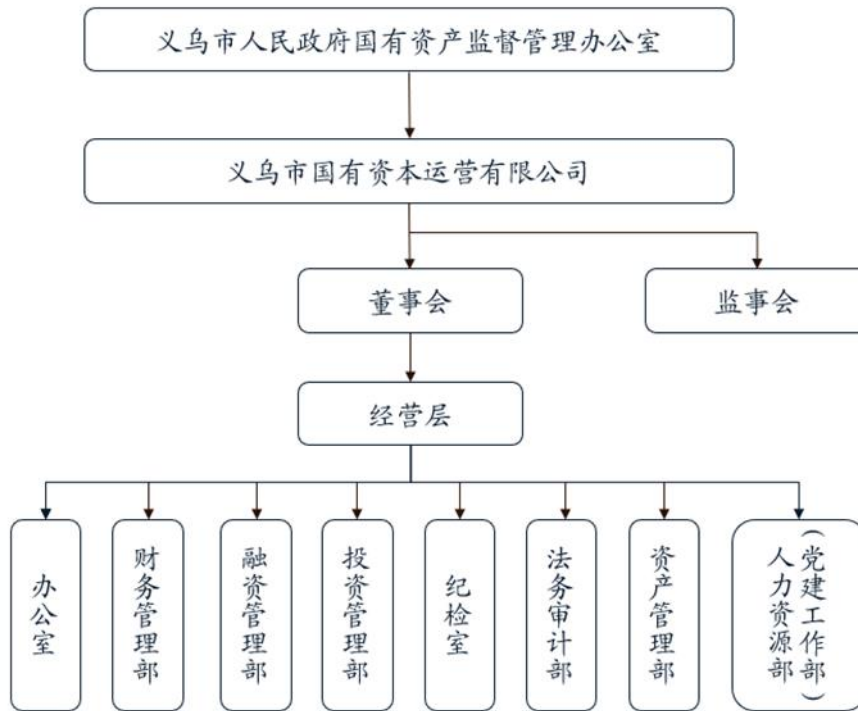 义乌市人民政府国有资产监督管理办公室
义乌市国有资本运营有限公司
董事会
监事会
经营层
办公室
财务管理部
融资管理部
投资管理部
纪检室
法务审计部
资产管理部
人力资源部
（党建工作部）